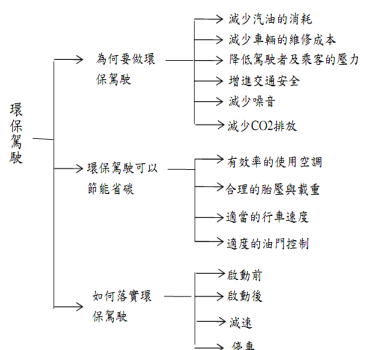 環保駕駛
為何要做環
保駕駛
減少汽油的消耗
減少車輛的維修成本
降低駕駛者及乘客的壓力
增進交通安全
減少噪音
減少CO2排放
環保駕駛可以
節能省碳
有效率的使用空調
合理的胎壓與載重
適當的行車速度
適度的油門控制
如何落實環
保駕駛
啟動前
啟動後
減速
停車